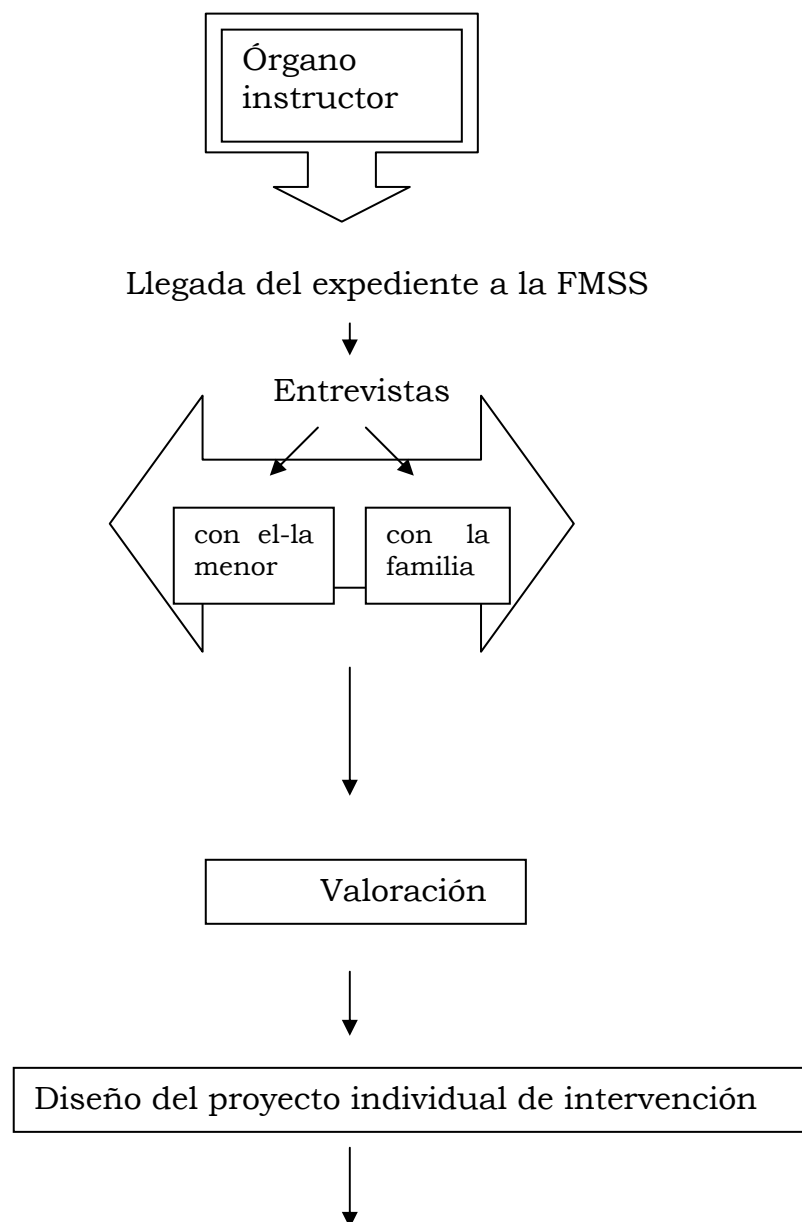 Órgano
instructor
Llegada del expediente a la FMSS
Entrevistas
con el-la
menor
con la
familia
Valoración
Diseño del proyecto individual de intervención